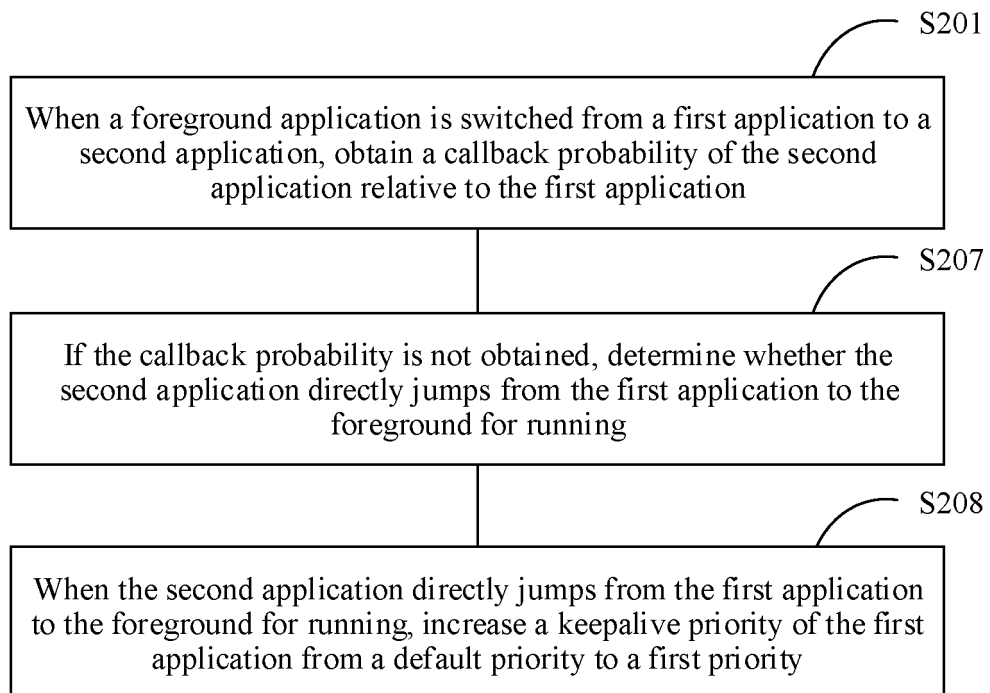 S201
When a foreground application is switched from a first application to a
second application, obtain a callback probability of the second
application relative to the first application
S207
If the callback probability is not obtained, determine whether the
second application directly jumps from the first application to the
foreground for running
S208
When the second application directly jumps from the first application
to the foreground for running, increase a keepalive priority of the first
application from a default priority to a first priority